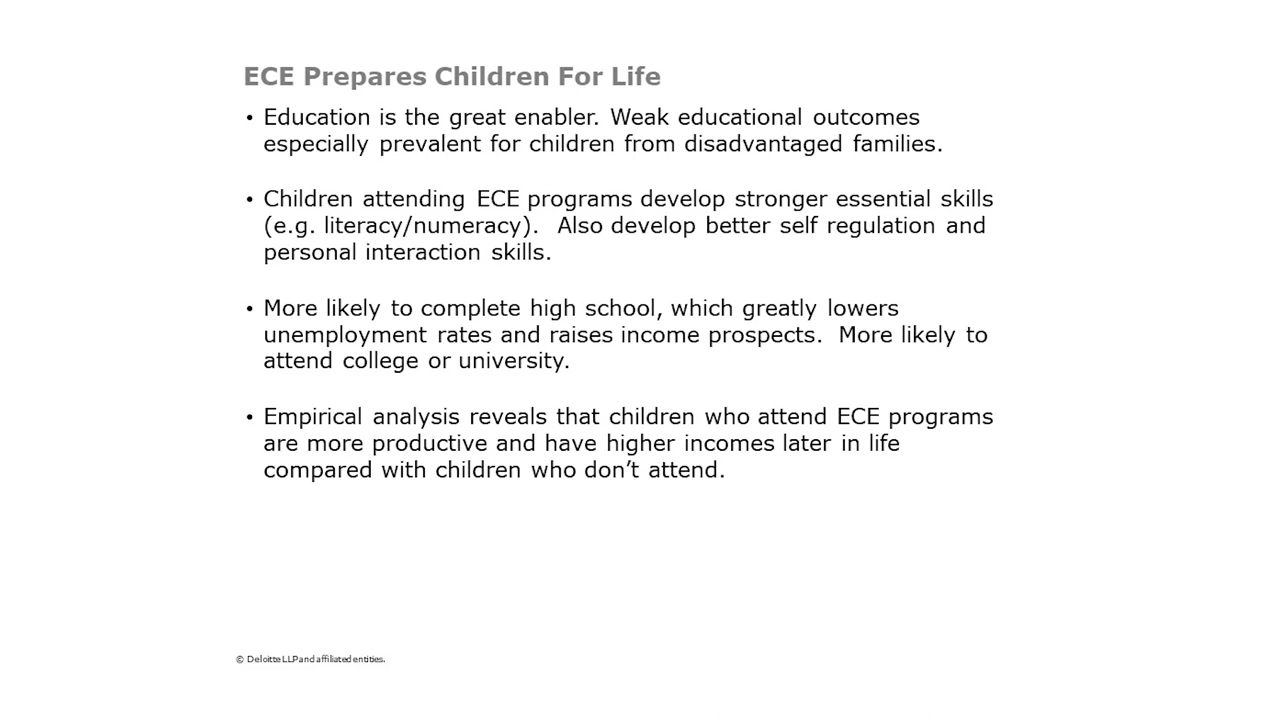 ECE Prepares Children For Life
• Education is the great enabler. Weak educational outcomes
especially prevalent for children from disadvantaged families.
• Children attending ECE programs develop stronger essential skills
(e.g. literacy/numeracy).  Also develop better self regulation and
personal interaction skills.
• More likely to complete high school, which greatly lowers
unemployment rates and raises income prospects.  More likely to
attend college or university.
• Empirical analysis reveals that children who attend ECE programs
are more productive and have higher incomes later in life
compared with children who don’t attend.
© Deloitte LLP and affiliated entities.